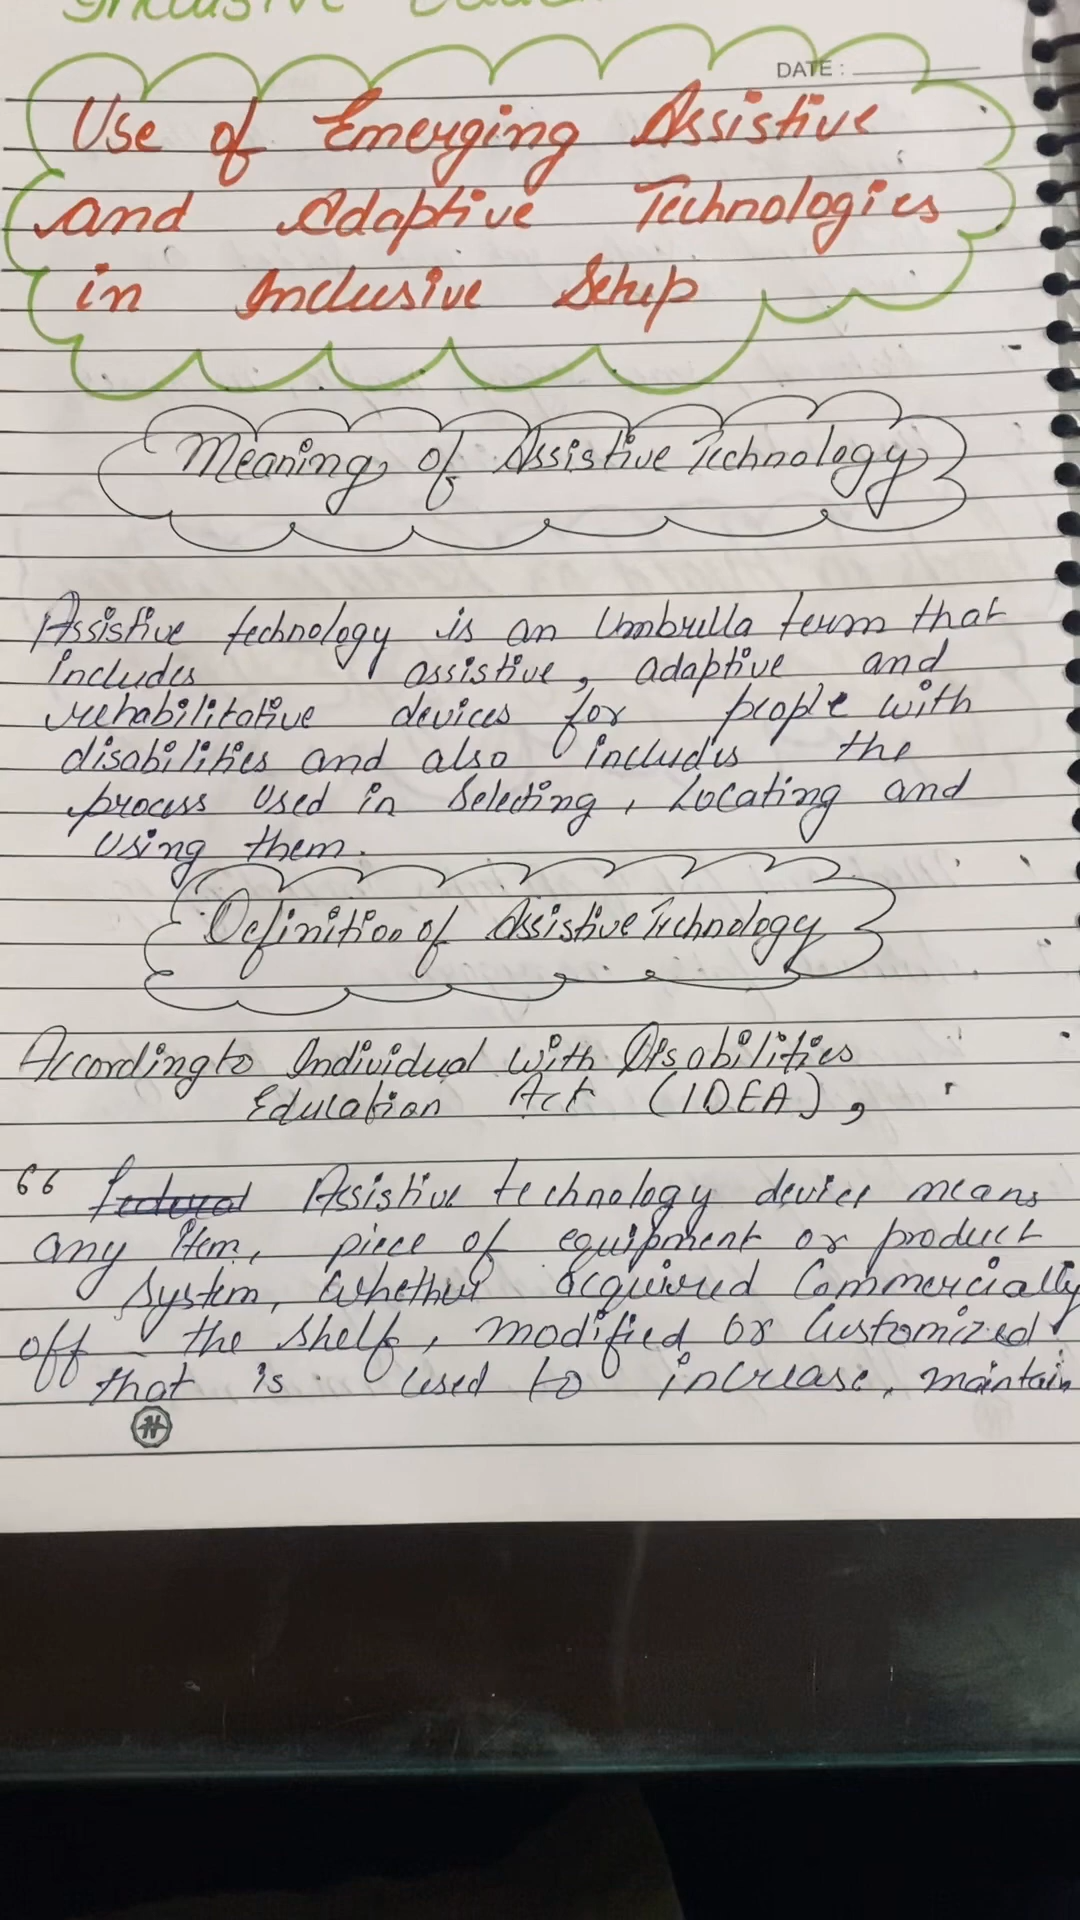 Inclusive
DATE :
Use of Emerging Assistive
and Adaptive Technologies
in Inclusive Setup
Meaning of Assistive Technology
Assistive technology is an Umbrella term that
includes assistive, adaptive and
rehabilitative devices for people with
disabilities and also includes the
process used in Selecting, Locating and
using them.
Definition of Assistive Technology
According to Individual with Disabilities
Education Act (IDEA),
66 Federal Assistive technology device means
any item, piece of equipment or product
System, whether acquired Commercially
off the shelf, modified or Customized
that is used to increase, maintain